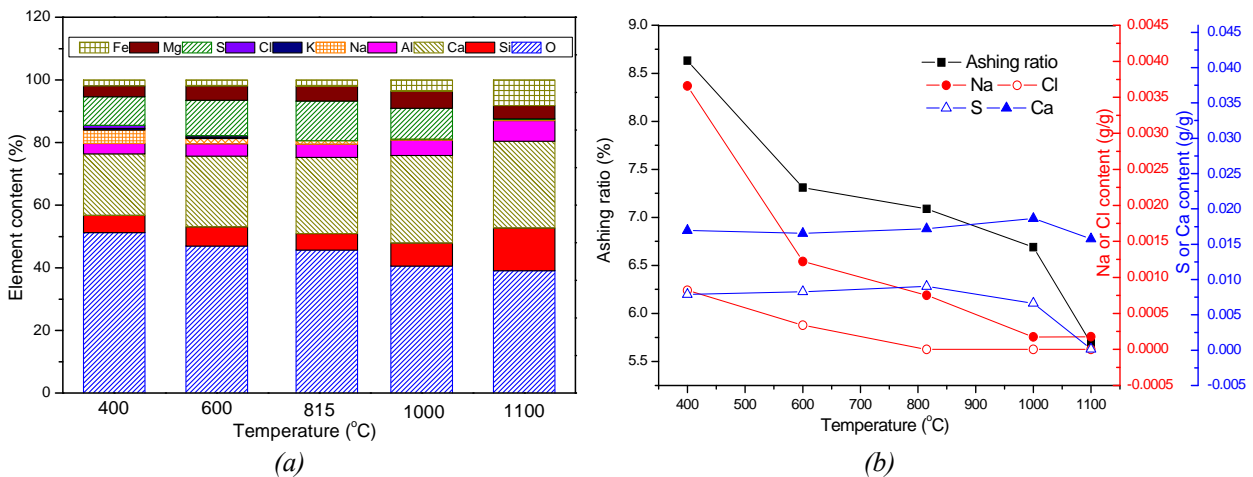 120
100
80
60
40
20
0
Element content (%)
Fe Mg S Cl K Na Al Ca Si O
400 600 815 1000 1100
Temperature (°C)
(a)
9.0
8.5
8.0
7.5
7.0
6.5
6.0
5.5
Ashing ratio (%)
Ashing ratio
Na Cl
S Ca
400 500 600 700 800 900 1000 1100
Temperature (°C)
0.0045
0.0040
0.0035
0.0030
0.0025
0.0020
0.0015
0.0010
0.0005
0.0000
-0.0005
Na or Cl content (g/g)
0.045
0.040
0.035
0.030
0.025
0.020
0.015
0.010
0.005
0.000
-0.005
S or Ca content (g/g)
(b)